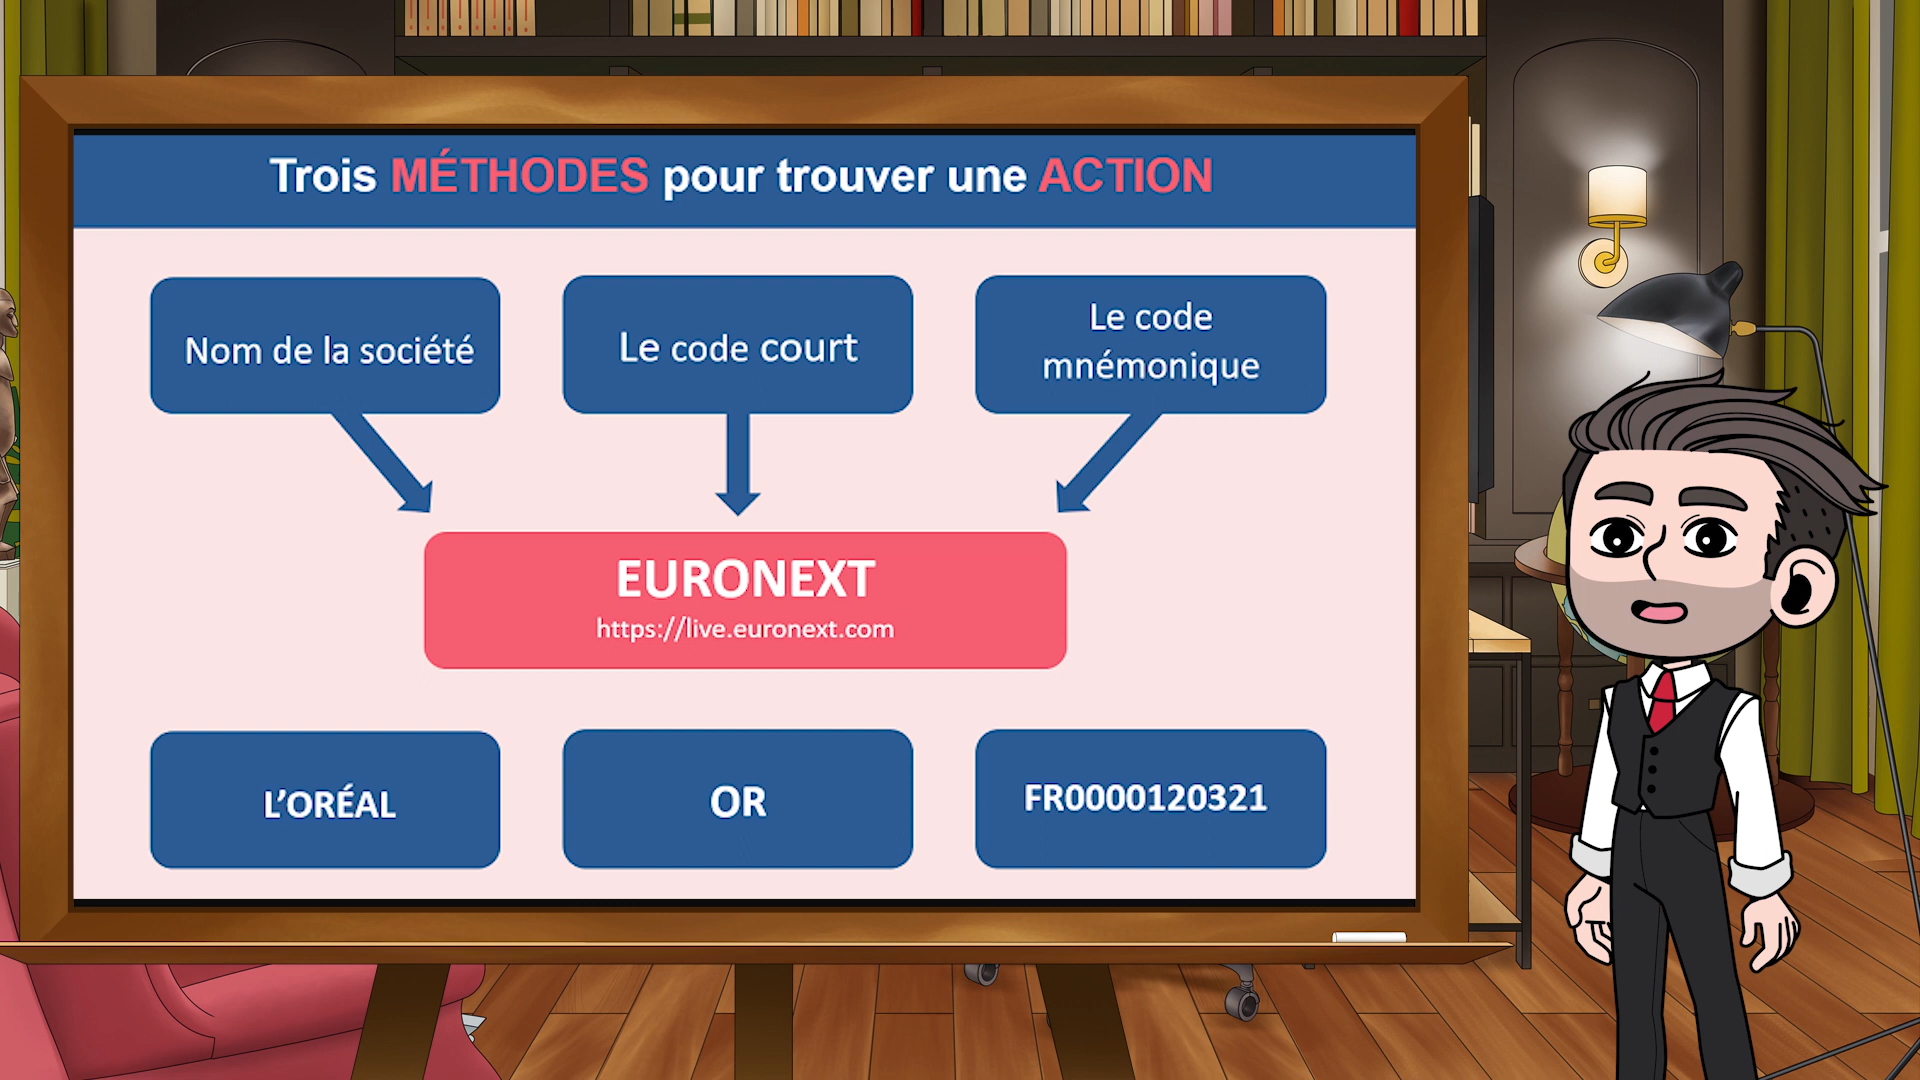 Trois MÉTHODES pour trouver une ACTION
Nom de la société
Le code court
Le code
mnémonique
EURONEXT
https://live.euronext.com
L’ORÉAL
OR
FR0000120321